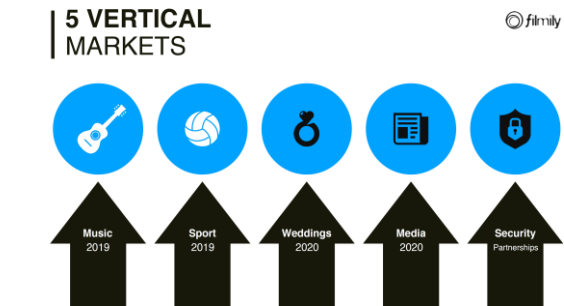 5 VERTICAL
MARKETS
filmily
Music
2019
Sport
2019
Weddings
2020
Media
2020
Security
Partnerships